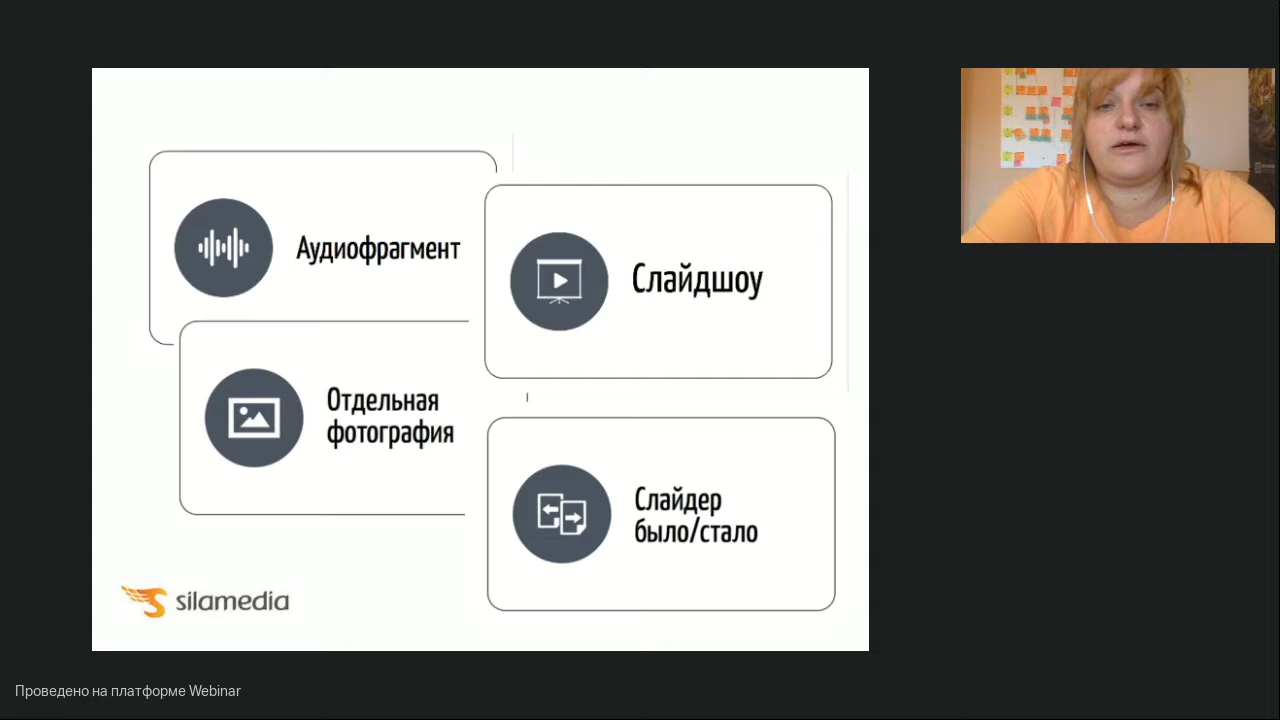 Аудиофрагмент
Слайдшоу
Отдельная
фотография
Слайдер
было/стало
silamedia
Проведено на платформе Webinar